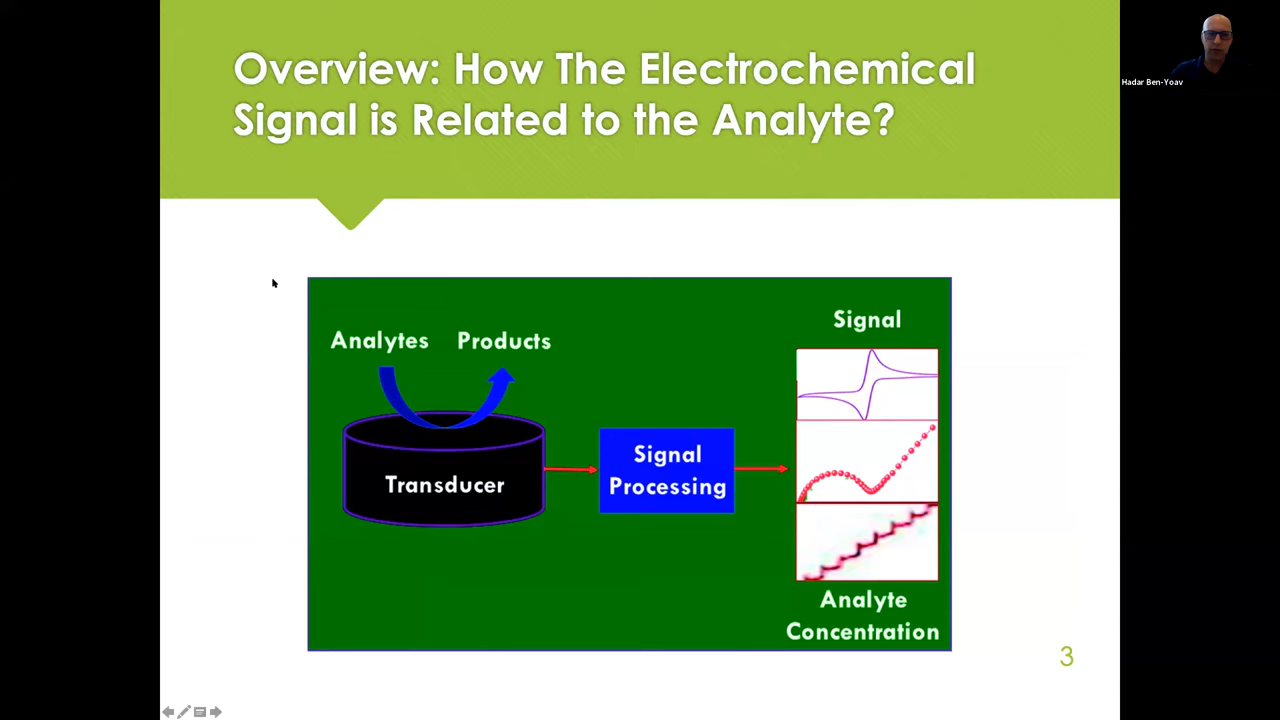 Overview: How The Electrochemical
Signal is Related to the Analyte?
Hadar Ben-Yoav
Signal
Analytes Products
Transducer
Signal
Processing
Analyte
Concentration
3